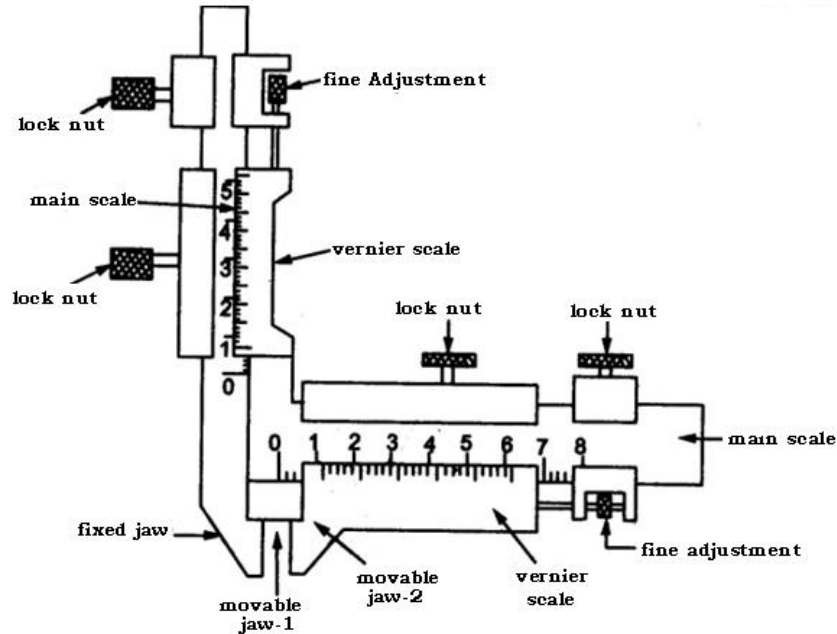 fine Adjustment
lock nut
5
main scale
4
vernier scale
3
lock nut
2
lock nut
lock nut
1
0
main scale
0 1 2 3 4 5 6 7 8
fixed jaw
fine adjustment
movable
jaw-2
vernier
scale
movable
jaw-1